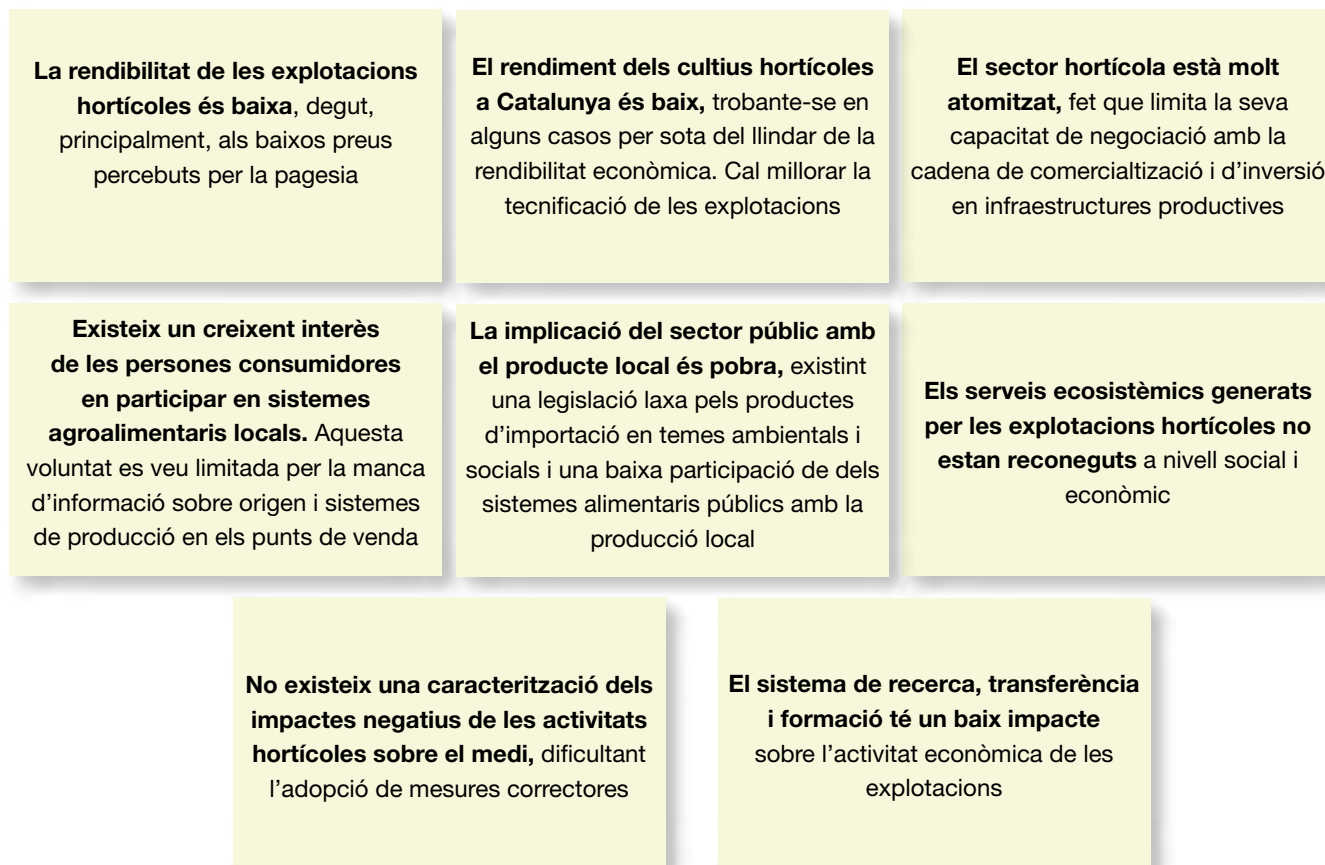 La rendibilitat de les explotacions
hortícoles és baixa, degut,
principalment, als baixos preus
percebuts per la pagesia
El rendiment dels cultius hortícoles
a Catalunya és baix, trobante-se en
alguns casos per sota del llindar de la
rendibilitat econòmica. Cal millorar la
tecnificació de les explotacions
El sector hortícola està molt
atomitzat, fet que limita la seva
capacitat de negociació amb la
cadena de comercialtització i d’inversió
en infraestructures productives
Existeix un creixent interès
de les persones consumidores
en participar en sistemes
agroalimentaris locals. Aquesta
voluntat es veu limitada per la manca
d’informació sobre origen i sistemes
de producció en els punts de venda
La implicació del sector públic amb
el producte local és pobra, existint
una legislació laxa pels productes
d’importació en temes ambientals i
socials i una baixa participació de dels
sistemes alimentaris públics amb la
producció local
Els serveis ecosistèmics generats
per les explotacions hortícoles no
estan reconeguts a nivell social i
econòmic
No existeix una caracterització dels
impactes negatius de les activitats
hortícoles sobre el medi, dificultant
l’adopció de mesures correctores
El sistema de recerca, transferència
i formació té un baix impacte
sobre l’activitat econòmica de les
explotacions